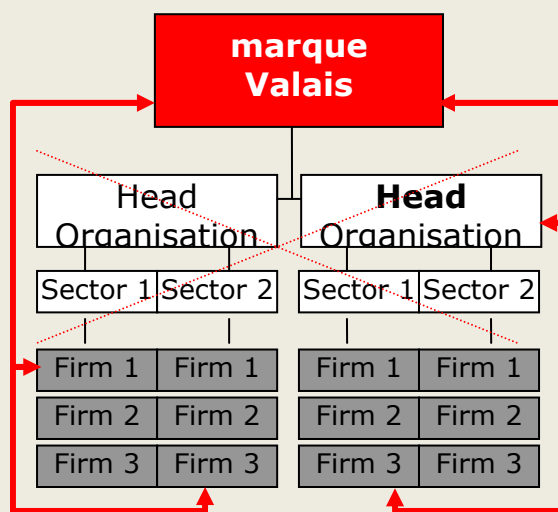 marque
Valais
Head Head
Organisation Organisation
Sector 1 Sector 2 Sector 1 Sector 2
Firm 1 Firm 1 Firm 1 Firm 1
Firm 2 Firm 2 Firm 2 Firm 2
Firm 3 Firm 3 Firm 3 Firm 3